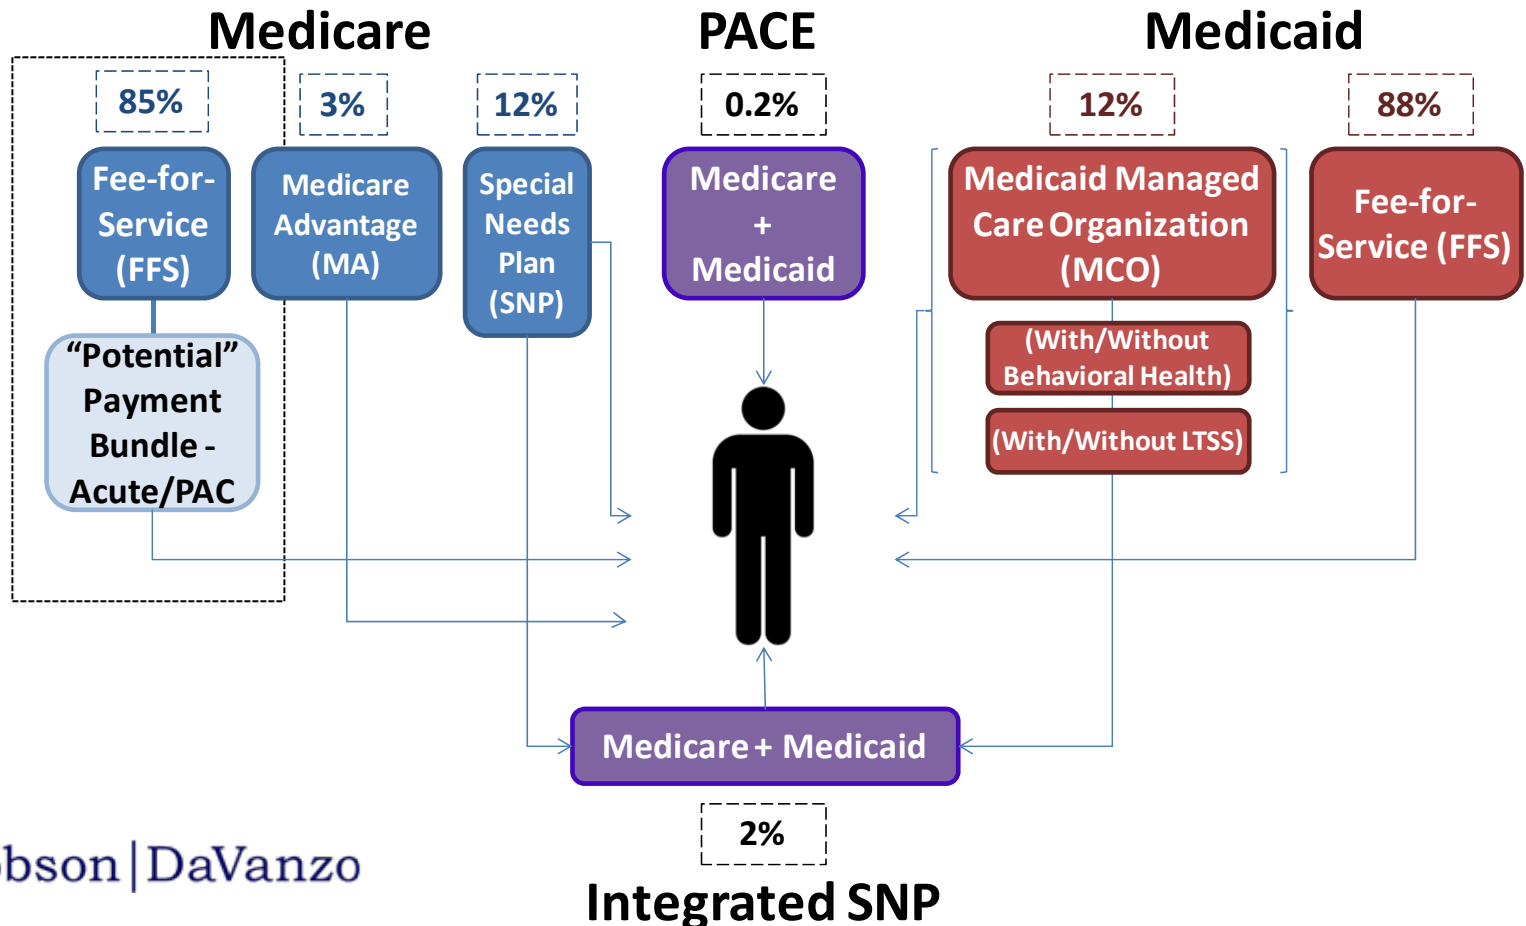 Medicare
PACE
Medicaid
85%
3%
12%
0.2%
12%
88%
Fee-for-
Service
(FFS)
Medicare
Advantage
(MA)
Special
Needs
Plan
(SNP)
Medicare
+
Medicaid
Medicaid Managed
Care Organization
(MCO)
Fee-for-
Service (FFS)
“Potential”
Payment
Bundle -
Acute/PAC
(With/Without
Behavioral Health)
(With/Without LTSS)
Medicare + Medicaid
2%
Integrated SNP
obson|DaVanzo